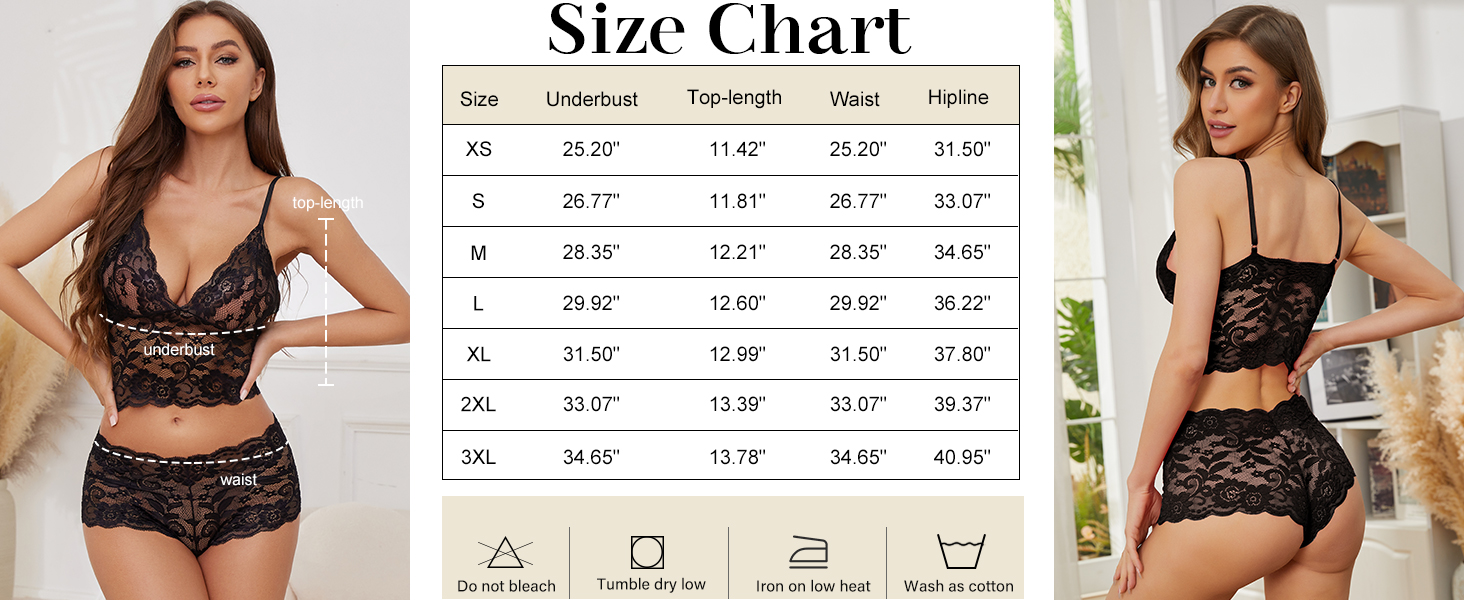 Size Chart
Size Underbust Top-length Waist Hipline
XS 25.20" 11.42" 25.20" 31.50"
S 26.77" 11.81" 26.77" 33.07"
M 28.35" 12.21" 28.35" 34.65"
L 29.92" 12.60" 29.92" 36.22"
XL 31.50" 12.99" 31.50" 37.80"
2XL 33.07" 13.39" 33.07" 39.37"
3XL 34.65" 13.78" 34.65" 40.95"
Do not bleach Tumble dry low Iron on low heat Wash as cotton
top-length
underbust
waist